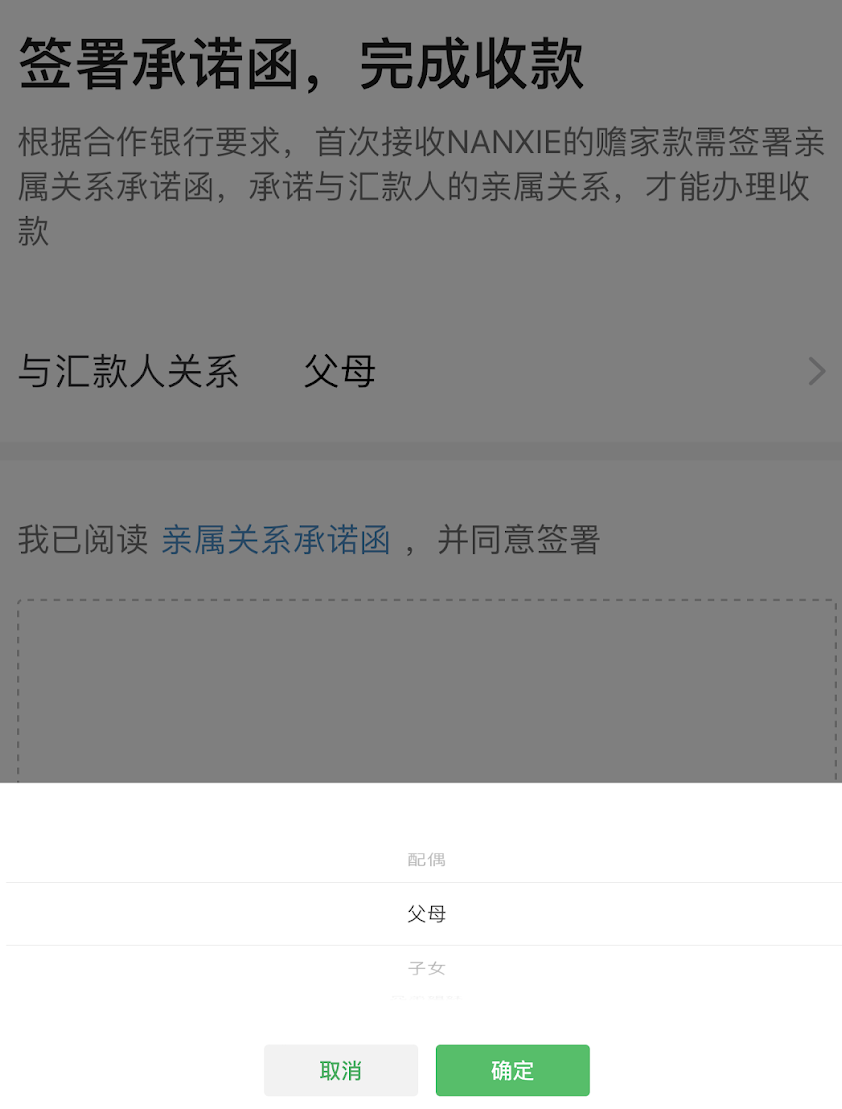 签署承诺函，完成收款
根据合作银行要求，首次接收NANXIE的赡家款需签署亲
属关系承诺函，承诺与汇款人的亲属关系，才能办理收
款
与汇款人关系 父母
我已阅读 亲属关系承诺函 ，并同意签署
配偶
父母
子女
取消 确定